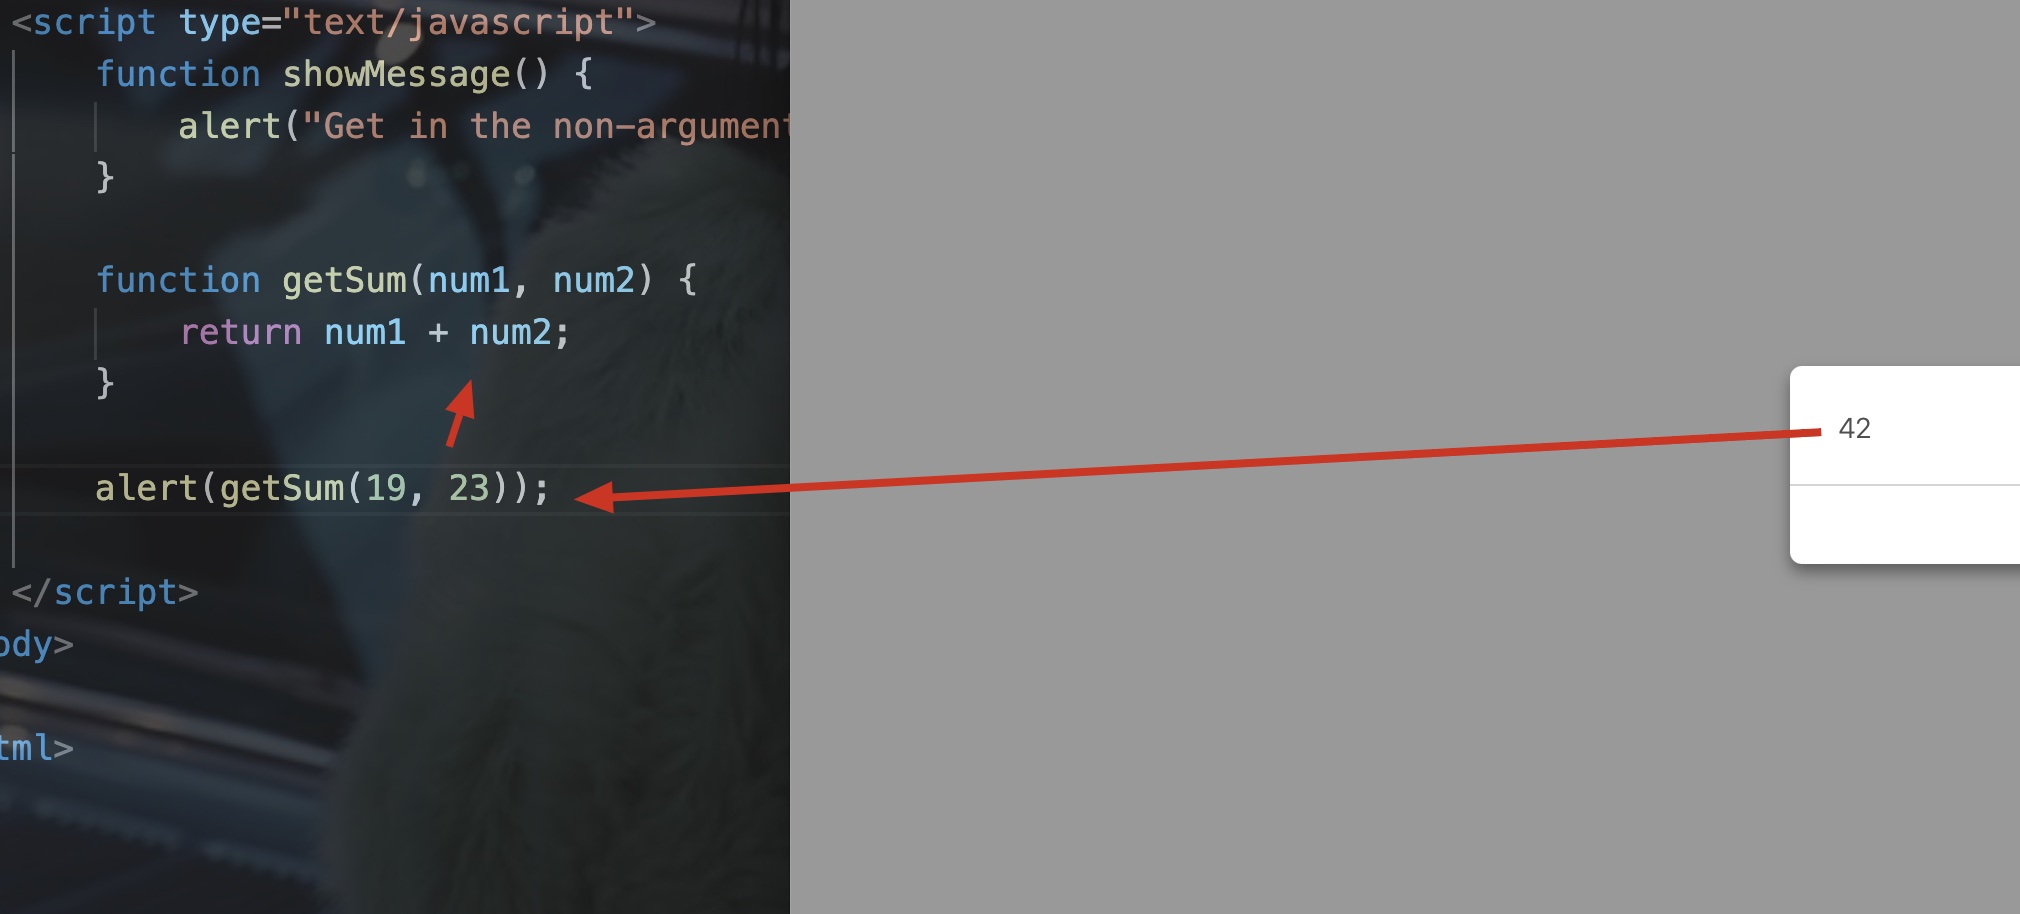 <script type="text/javascript">
function showMessage() {
alert("Get in the non-argument
}
function getSum(num1, num2) {
return num1 + num2;
}
alert(getSum(19, 23));
</script>
ody>
tml>
42